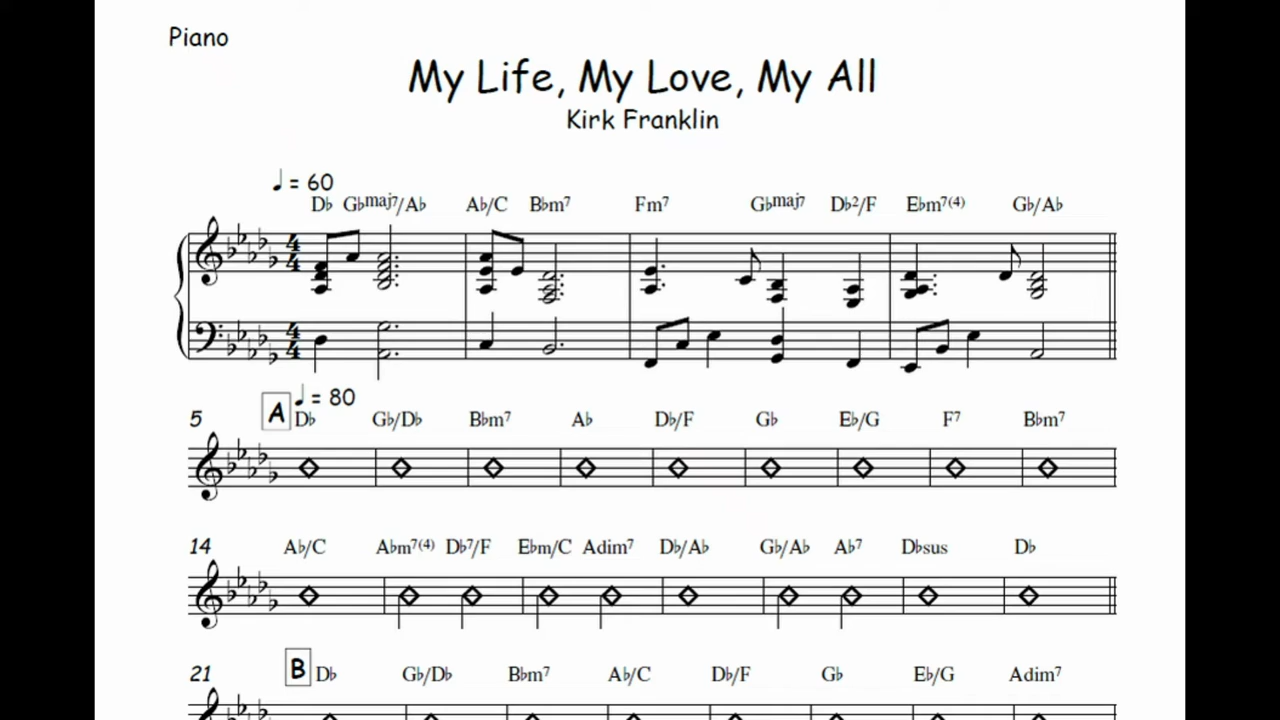 Piano
My Life, My Love, My All
Kirk Franklin
♩ = 60
D♭ G♭maj7/A♭ A♭/C B♭m7 Fm7 G♭maj7 D♭2/F E♭m7(4) G♭/A♭
4 4
4 4
A ♩ = 80
5 D♭ G♭/D♭ B♭m7 A♭ D♭/F G♭ E♭/G F7 B♭m7
14 A♭/C A♭m7(4) D♭7/F E♭m/C Adim7 D♭/A♭ G♭/A♭ A♭7 D♭sus D♭
21 B D♭ G♭/D♭ B♭m7 A♭/C D♭/F G♭ E♭/G Adim7